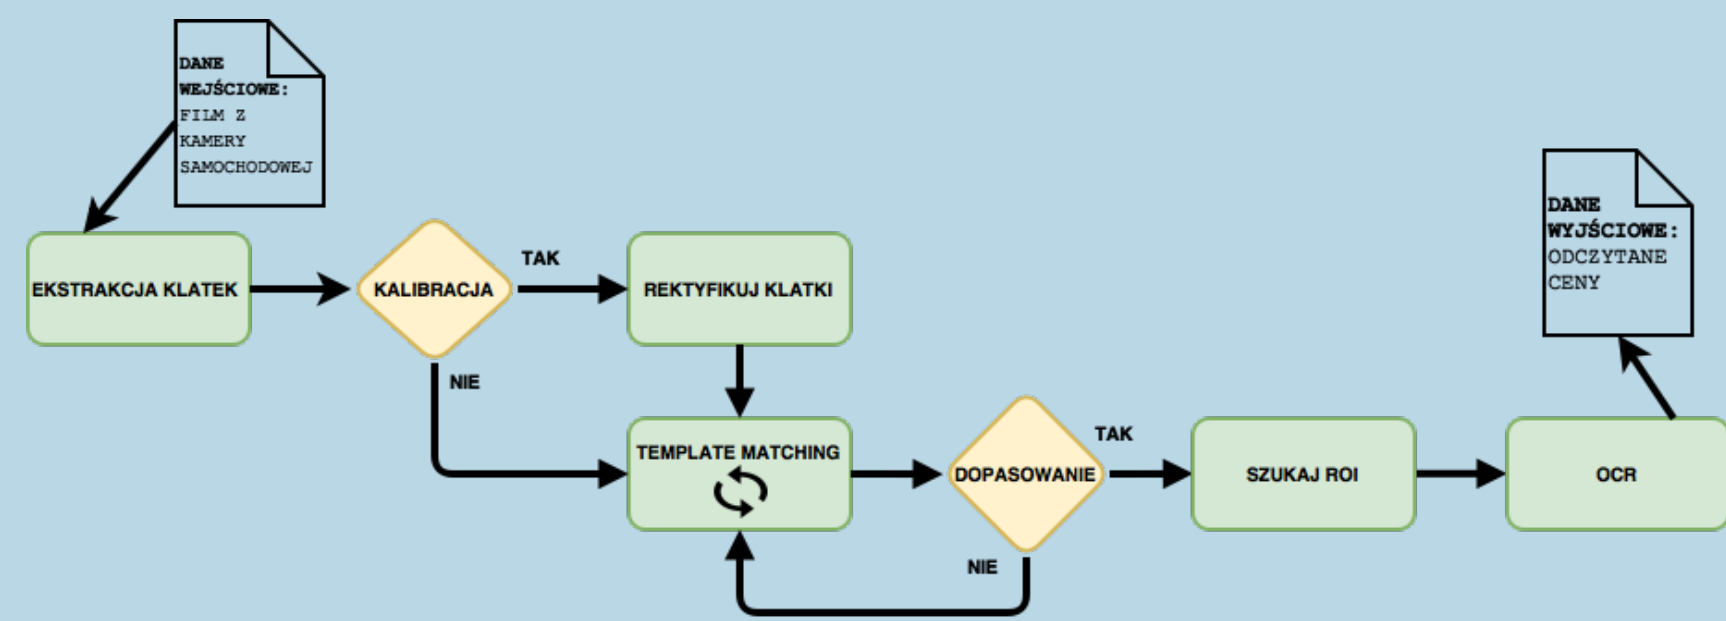 DANE
WEJŚCIOWE:
FILM Z
KAMERY
SAMOCHODOWEJ
EKSTRAKCJA KLATEK
KALIBRACJA
TAK
REKTYFIKUJ KLATKI
NIE
TEMPLATE MATCHING
DOPASOWANIE
TAK
NIE
SZUKAJ ROI
OCR
DANE
WYJŚCIOWE:
ODCZYTANE
CENY